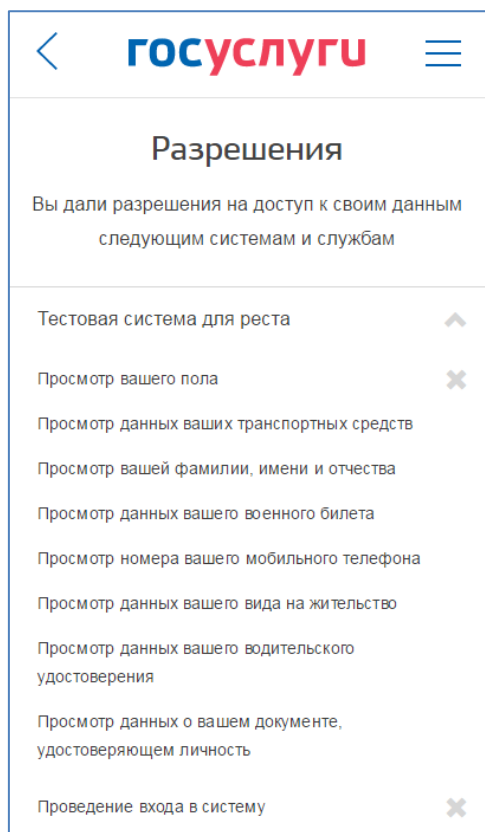 госуслуги
Разрешения
Вы дали разрешения на доступ к своим данным
следующим системам и службам
Тестовая система для реста
Просмотр вашего пола
Просмотр данных ваших транспортных средств
Просмотр вашей фамилии, имени и отчества
Просмотр данных вашего военного билета
Просмотр номера вашего мобильного телефона
Просмотр данных вашего вида на жительство
Просмотр данных вашего водительского
удостоверения
Просмотр данных о вашем документе,
удостоверяющем личность
Проведение входа в систему